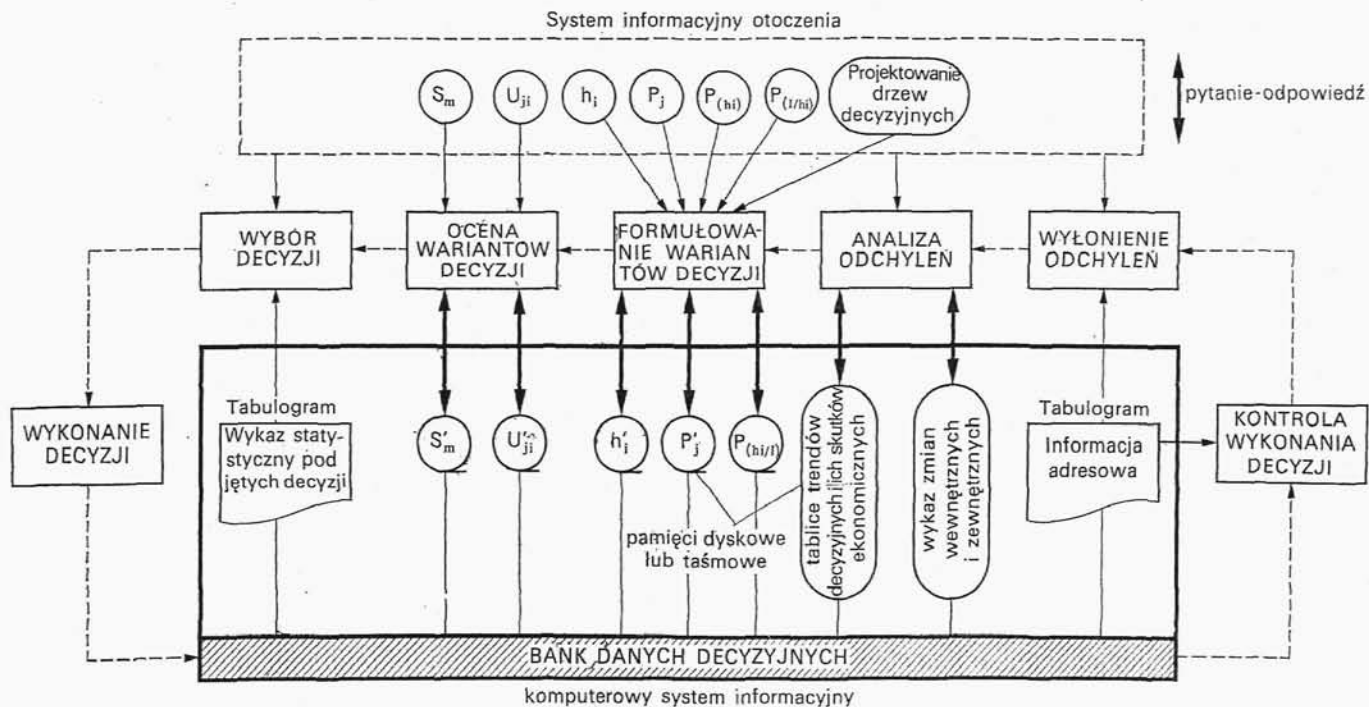 System informacyjny otoczenia
Sm
Uji
hi
Pj
P(hi)
P(I/hi)
Projektowanie
drzew
decyzyjnych
pytanie-odpowiedź
WYBÓR
DECYZJI
OCENA
WARIANTOW
DECYZJI
FORMUŁOWA-
NIE WARIAN
TÓW DECYZJI
ANALIZA
ODCHYLEŃ
WYŁONIENIE
ODCHYLEŃ
WYKONANIE
DECYZJI
Tabulogram
Wykaz staty-
styczny pod
jętych decyzji
S'm
U'ji
h'i
P'j
P(hi/I)
pamięci dyskowe
lub taśmowe
tablice trendów
decyzyjnych i ich skutków
ekonomicznych
wykaz zmian
wewnętrznych
i zewnętrznych
Tabulogram
Informacja
adresowa
KONTROLA
WYKONANIA
DECYZJI
BANK DANYCH DECYZYJNYCH
komputerowy system informacyjny